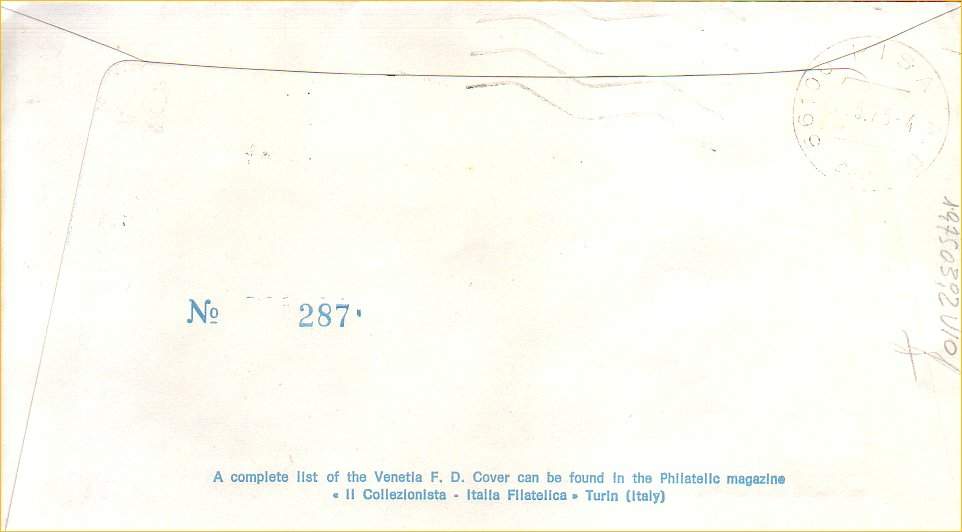 No 287
A complete list of the Venetia F. D. Cover can be found in the Philatelic magazine
« Il Collezionista - Italia Filatelica » Turin (Italy)